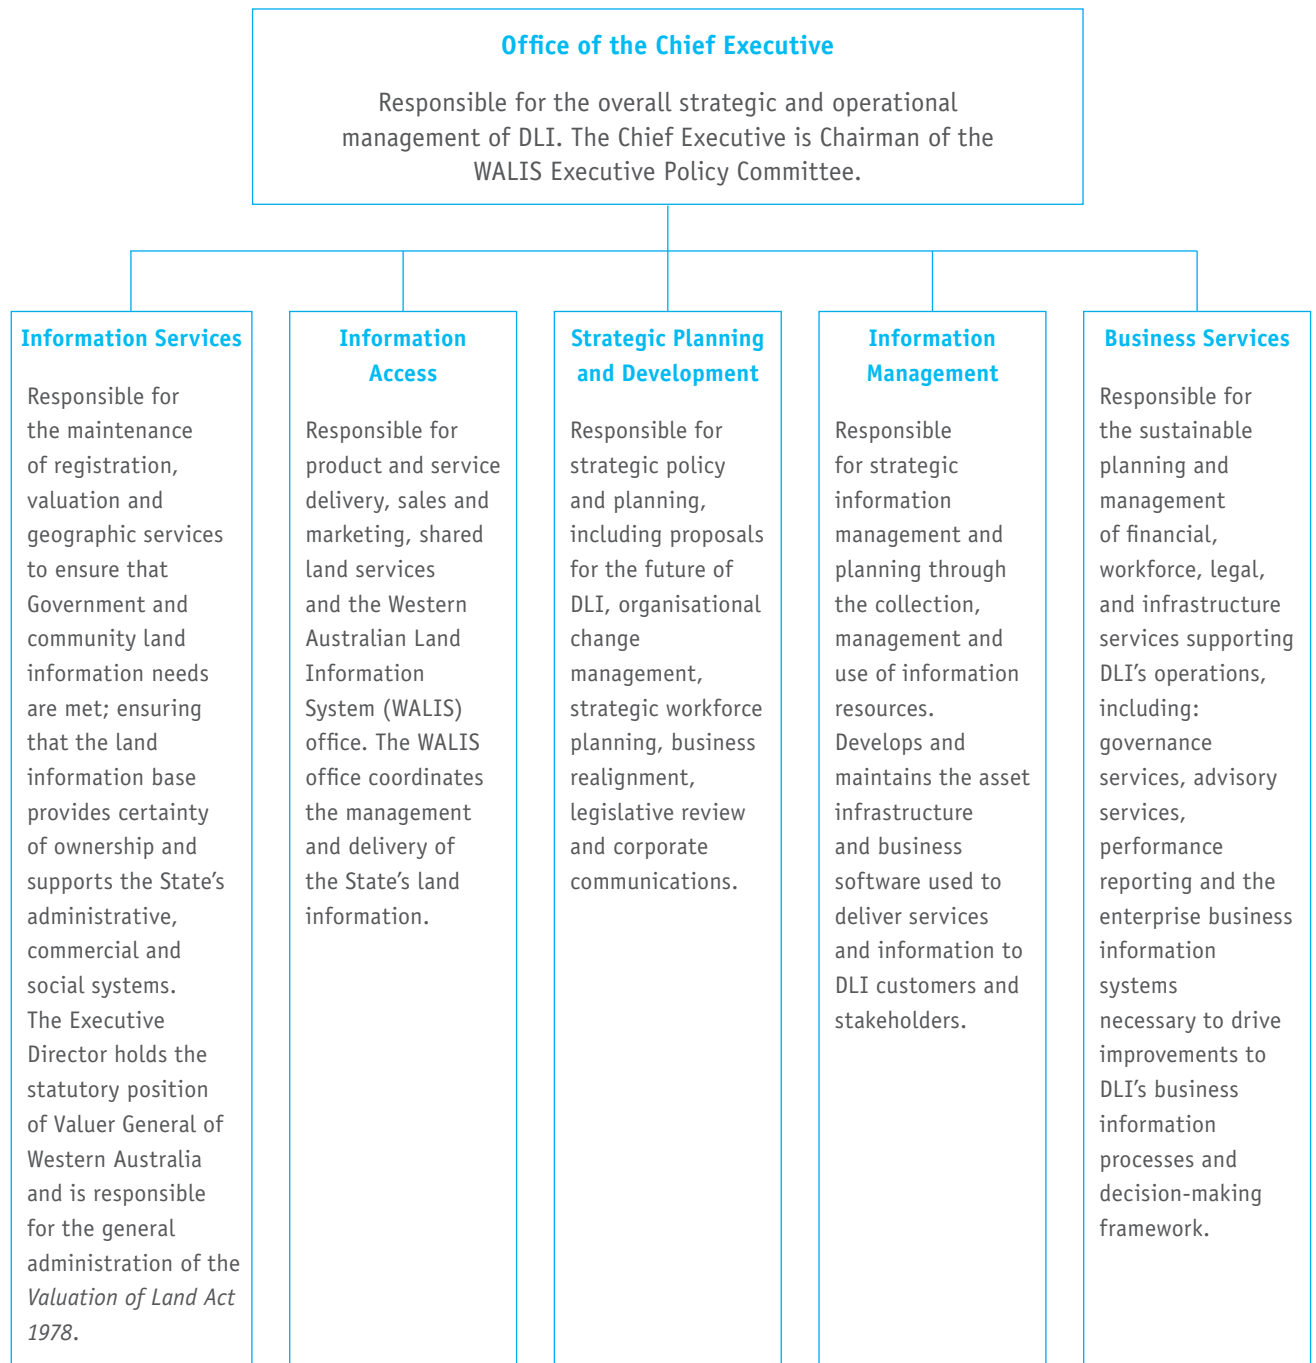 Office of the Chief Executive
Responsible for the overall strategic and operational
management of DLI. The Chief Executive is Chairman of the
WALIS Executive Policy Committee.
Information Services
Responsible for
the maintenance
of registration,
valuation and
geographic services
to ensure that
Government and
community land
information needs
are met; ensuring
that the land
information base
provides certainty
of ownership and
supports the State’s
administrative,
commercial and
social systems.
The Executive
Director holds the
statutory position
of Valuer General of
Western Australia
and is responsible
for the general
administration of the
Valuation of Land Act
1978.
Information
Access
Responsible for
product and service
delivery, sales and
marketing, shared
land services
and the Western
Australian Land
Information
System (WALIS)
office. The WALIS
office coordinates
the management
and delivery of
the State’s land
information.
Strategic Planning
and Development
Responsible for
strategic policy
and planning,
including proposals
for the future of
DLI, organisational
change
management,
strategic workforce
planning, business
realignment,
legislative review
and corporate
communications.
Information
Management
Responsible
for strategic
information
management and
planning through
the collection,
management and
use of information
resources.
Develops and
maintains the asset
infrastructure
and business
software used to
deliver services
and information to
DLI customers and
stakeholders.
Business Services
Responsible for
the sustainable
planning and
management
of financial,
workforce, legal,
and infrastructure
services supporting
DLI’s operations,
including:
governance
services, advisory
services,
performance
reporting and the
enterprise business
information
systems
necessary to drive
improvements to
DLI’s business
information
processes and
decision-making
framework.